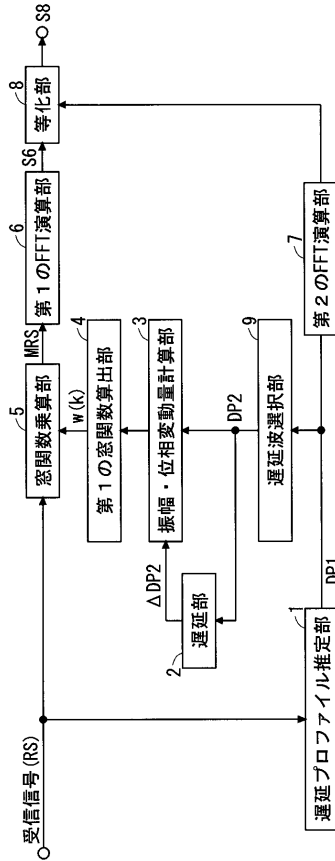 受信信号(RS)
5
窓関数乗算部
MRS
6
第1のFFT演算部
S6
8
等化部
S8
w(k)
4
第1の窓関数算出部
3
振幅・位相変動量計算部
ΔDP2
2
遅延部
DP2
9
遅延波選択部
1
遅延プロファイル推定部
DP1
7
第2のFFT演算部